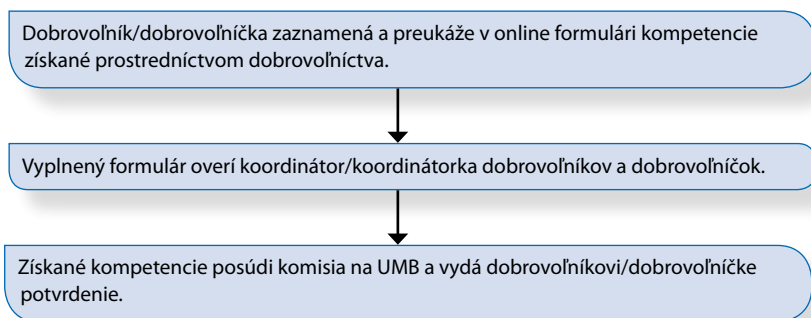 Dobrovoľník/dobrovoľníčka zaznamená a preukáže v online formulári kompetencie
získané prostredníctvom dobrovoľníctva.
Vyplnený formulár overí koordinátor/koordinátorka dobrovoľníkov a dobrovoľníčok.
Získané kompetencie posúdi komisia na UMB a vydá dobrovoľníkovi/dobrovoľníčke
potvrdenie.